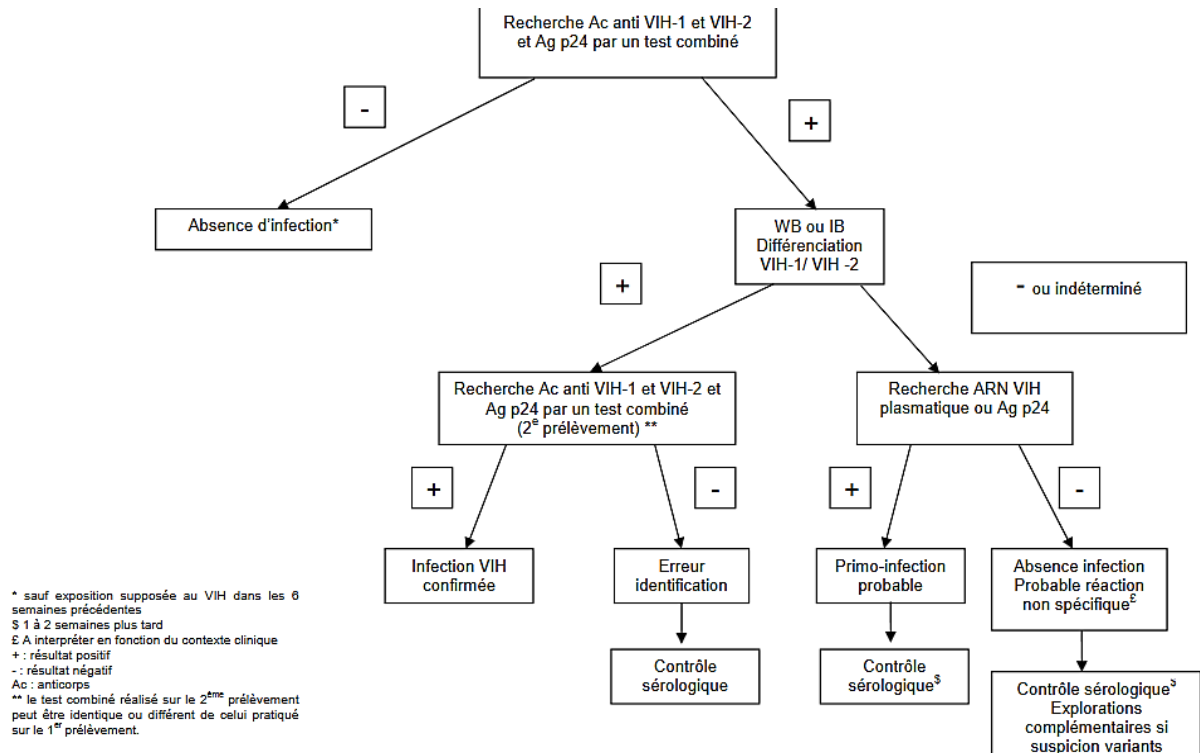 Recherche Ac anti VIH-1 et VIH-2
et Ag p24 par un test combiné
-
+
Absence d'infection*
WB ou IB
Différenciation
VIH-1/ VIH -2
+
- ou indéterminé
Recherche Ac anti VIH-1 et VIH-2 et
Ag p24 par un test combiné
(2e prélèvement) **
Recherche ARN VIH
plasmatique ou Ag p24
+
-
+
-
Infection VIH
confirmée
Erreur
identification
Primo-infection
probable
Absence infection
Probable réaction
non spécifique£
Contrôle
sérologique
Contrôle
sérologique$
Contrôle sérologique$
Explorations
complémentaires si
suspicion variants
* sauf exposition supposée au VIH dans les 6
semaines précédentes
$ 1 à 2 semaines plus tard
£ A interpréter en fonction du contexte clinique
+ : résultat positif
- : résultat négatif
Ac : anticorps
** le test combiné réalisé sur le 2ème prélèvement
peut être identique ou différent de celui pratiqué
sur le 1er prélèvement.